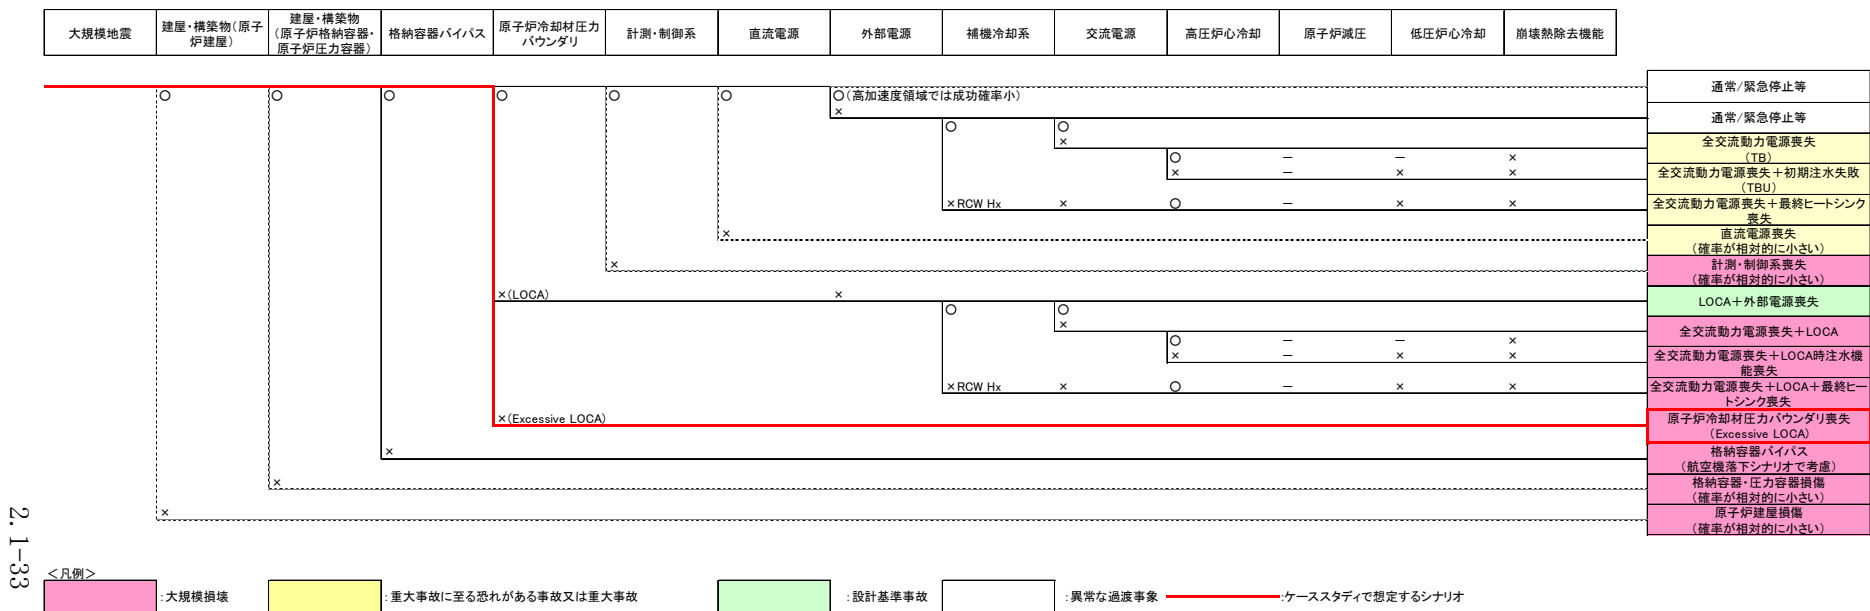 大規模地震
建屋・構築物(原子
炉建屋)
建屋・構築物
(原子炉格納容器・
原子炉圧力容器)
格納容器バイパス
原子炉冷却材圧力
バウンダリ
計測・制御系
直流電源
外部電源
補機冷却系
交流電源
高圧炉心冷却
原子炉減圧
低圧炉心冷却
崩壊熱除去機能
通常/緊急停止等
○ ○ ○ ○ ○ ○ ○(高加速度領域では成功確率小)
×
通常/緊急停止等
○ ○
×
全交流動力電源喪失
(TB)
○ － － ×
× － × ×
全交流動力電源喪失＋初期注水失敗
(TBU)
×RCW Hx × ○ － × ×
全交流動力電源喪失＋最終ヒートシンク
喪失
×
直流電源喪失
(確率が相対的に小さい)
×
計測・制御系喪失
(確率が相対的に小さい)
×(LOCA) ×
LOCA＋外部電源喪失
○ ○
×
全交流動力電源喪失＋LOCA
○ － － ×
× － × ×
全交流動力電源喪失＋LOCA時注水機
能喪失
×RCW Hx × ○ － × ×
全交流動力電源喪失＋LOCA＋最終ヒー
トシンク喪失
×(Excessive LOCA)
原子炉冷却材圧力バウンダリ喪失
(Excessive LOCA)
×
格納容器バイパス
(航空機落下シナリオで考慮)
×
格納容器・圧力容器損傷
(確率が相対的に小さい)
×
原子炉建屋損傷
(確率が相対的に小さい)
＜凡例＞
:大規模損壊
:重大事故に至る恐れがある事故又は重大事故
:設計基準事故
:異常な過渡事象
:ケーススタディで想定するシナリオ
2.1-33